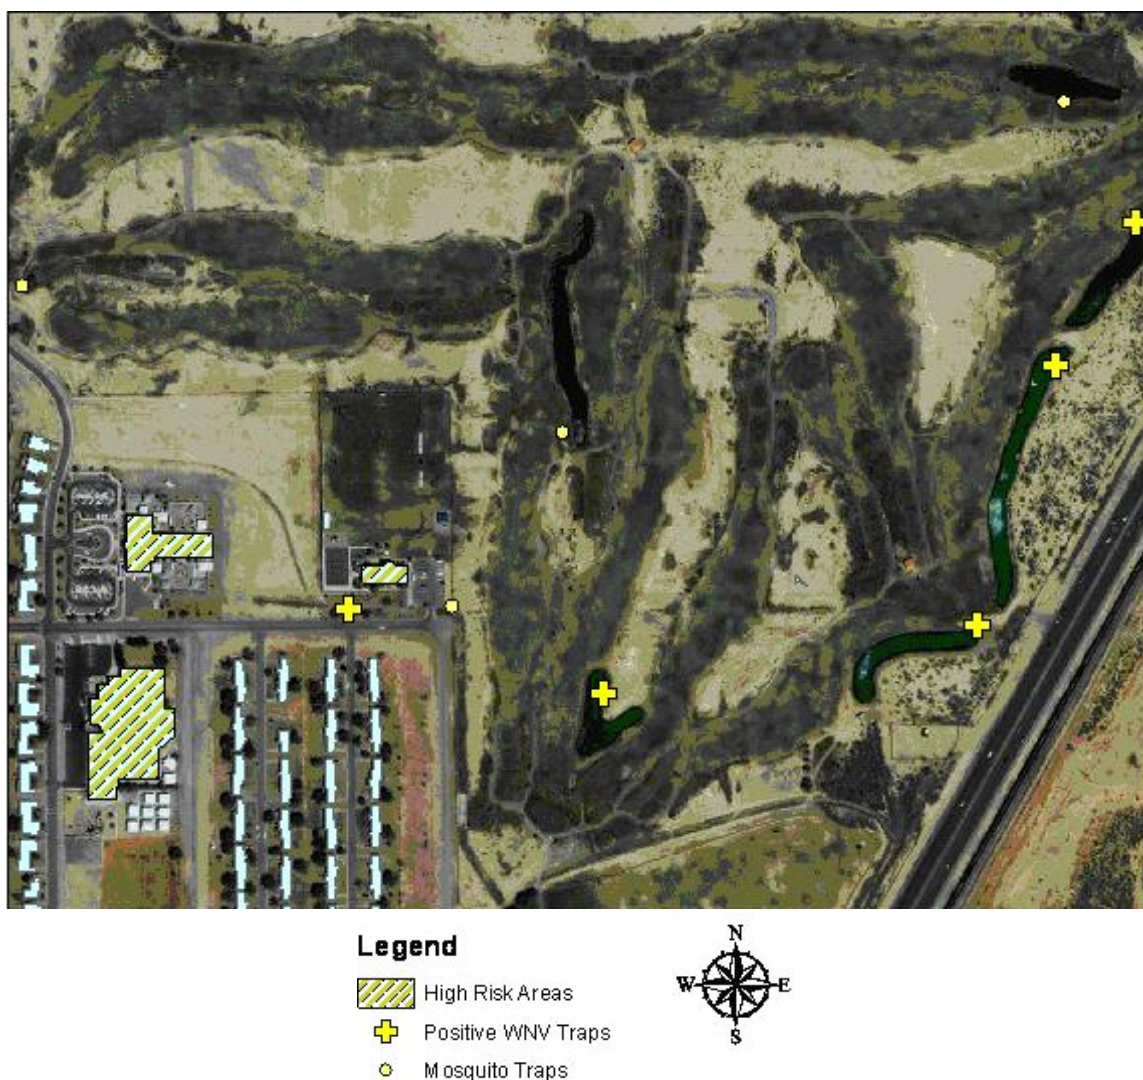 N
Legend
W E
High Risk Areas
Positive WNV Traps
S
Mosquito Traps